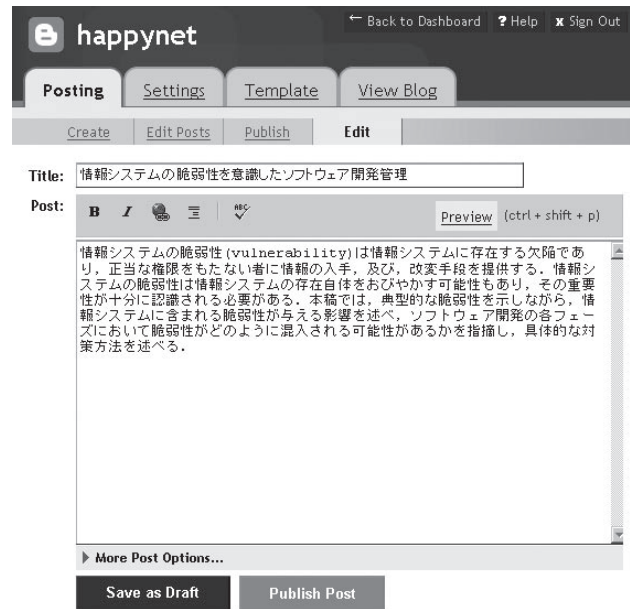 ← Back to Dashboard ? Help x Sign Out
happynet
Posting Settings Template View Blog
Create Edit Posts Publish Edit
Title: 情報システムの脆弱性を意識したソフトウェア開発管理
Post: B I ABC Preview (ctrl + shift + p)
情報システムの脆弱性(vulnerability)は情報システムに存在する欠陥であ
り，正当な権限をもたない者に情報の入手，及び，改変手段を提供する．情報シ
ステムの脆弱性は情報システムの存在自体をおびやかす可能性もあり，その重要
性が十分に認識される必要がある．本稿では，典型的な脆弱性を示しながら，情
報システムに含まれる脆弱性が与える影響を述べ，ソフトウェア開発の各フェー
ズにおいて脆弱性がどのように混入される可能性があるかを指摘し，具体的な対
策方法を述べる．
More Post Options...
Save as Draft Publish Post